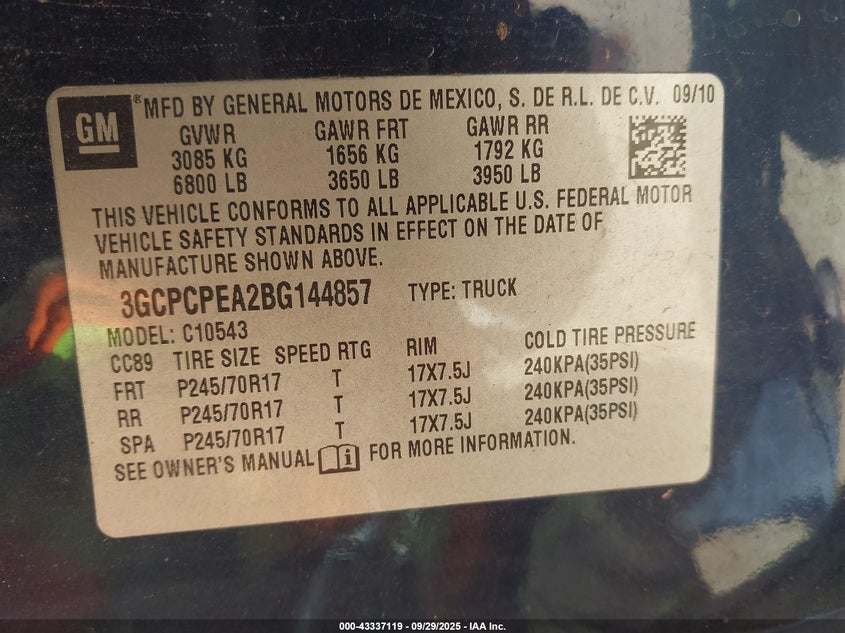 GM ® MFD BY GENERAL MOTORS DE MEXICO, S. DE R.L. DE C.V. 09/10
GVWR GAWR FRT GAWR RR
3085 KG 1656 KG 1792 KG
6800 LB 3650 LB 3950 LB
THIS VEHICLE CONFORMS TO ALL APPLICABLE U.S. FEDERAL MOTOR
VEHICLE SAFETY STANDARDS IN EFFECT ON THE DATE OF
MANUFACTURE SHOWN ABOVE.
3GCPCPEA2BG144857 TYPE: TRUCK
MODEL: C10543
CC89 TIRE SIZE SPEED RTG RIM COLD TIRE PRESSURE
FRT P245/70R17 T 17X7.5J 240KPA(35PSI)
RR P245/70R17 T 17X7.5J 240KPA(35PSI)
SPA P245/70R17 T 17X7.5J 240KPA(35PSI)
SEE OWNER'S MANUAL i FOR MORE INFORMATION.
000-43337119 - 09/29/2025 - IAA Inc.